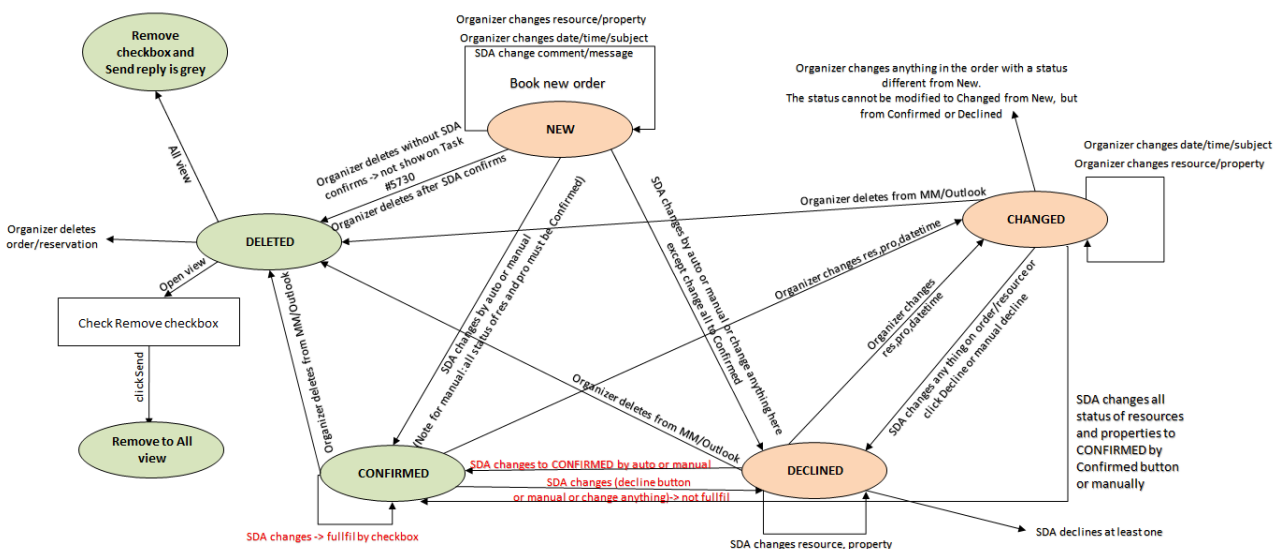 Remove
checkbox and
Send reply is grey
Organizer changes resource/property
Organizer changes date/time/subject
SDA change comment/message
Book new order
NEW
Organizer changes anything in the order with a status
different from New.
The status cannot be modified to Changed from New, but
from Confirmed or Declined
Organizer changes date/time/subject
Organizer changes resource/property
CHANGED
All view
Organizer deletes without SDA
confirms -> not show on Task
#5730
Organizer deletes after SDA confirms
Organizer deletes from MM/Outlook
Organizer deletes
order/reservation
DELETED
Open view
Check Remove checkbox
click Send
Remove to All
view
Organizer deletes from MM/Outlook
SDA changes by auto or manual
(Note for manual: all status of res and pro must be Confirmed)
SDA changes by auto or manual or change anything here
except change all to Confirmed
Organizer changes res,pro,datetime
Organizer changes
res,pro,datetime
SDA changes any thing on order/resource or
click Decline or manual decline
Organizer deletes from MM/Outlook
SDA changes all
status of resources
and properties to
CONFIRMED by
Confirmed button
or manually
CONFIRMED
SDA changes to CONFIRMED by auto or manual
SDA changes (decline button
or manual or change anything)-> not fullfil
DECLINED
SDA changes -> fullfil by checkbox
SDA changes resource, property
SDA declines at least one